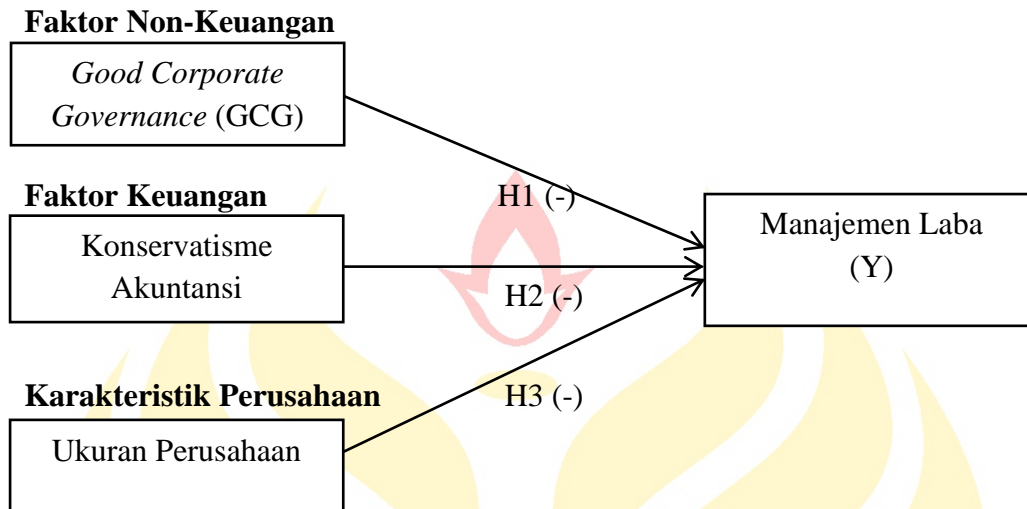 Faktor Non-Keuangan
Good Corporate
Governance (GCG)
Faktor Keuangan
Konservatisme
Akuntansi
Karakteristik Perusahaan
Ukuran Perusahaan
H1 (-)
H2 (-)
H3 (-)
Manajemen Laba
(Y)